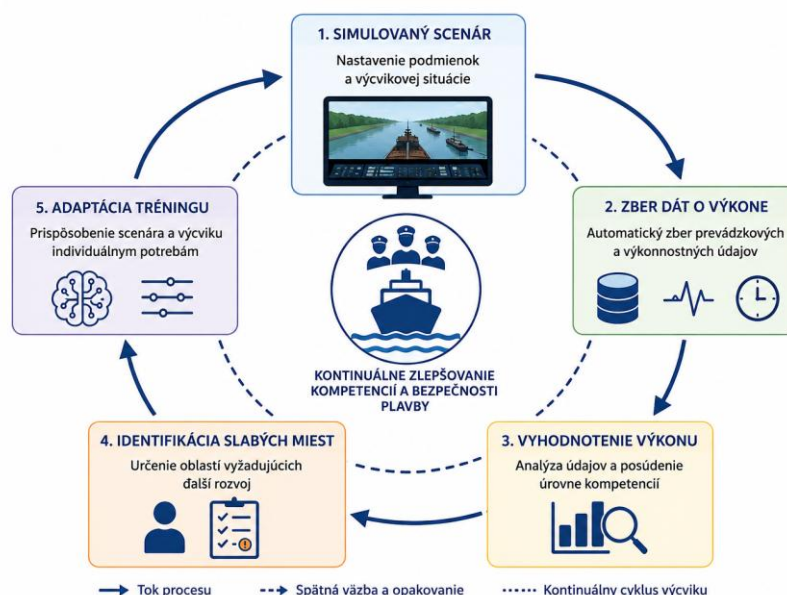 1. SIMULOVANÝ SCENÁR
Nastavenie podmienok
a výcvikovej situácie
2. ZBER DÁT O VÝKONE
Automatický zber prevádzkových
a výkonnostných údajov
3. VYHODNOTENIE VÝKONU
Analýza údajov a posúdenie
úrovne kompetencií
4. IDENTIFIKÁCIA SLABÝCH MIEST
Určenie oblastí vyžadujúcich
ďalší rozvoj
5. ADAPTÁCIA TRÉNINGU
Prispôsobenie scenára a výcviku
individuálnym potrebám
KONTINUÁLNE ZLEPŠOVANIE
KOMPETENCIÍ A BEZPEČNOSTI
PLAVBY
Tok procesu
Spätná väzba a opakovanie
Kontinuálny cyklus výcviku